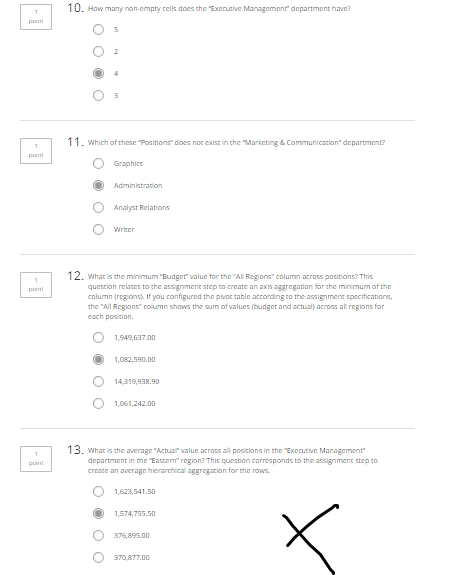 1
point
10. How many non-empty cells does the "Executive Management" department have?
5
2
4
3
1
point
11. Which of these "Positions" does not exist in the "Marketing & Communication" department?
Graphics
Administration
Analyst Relations
Writer
1
point
12. What is the minimum "Budget" value for the "All Regions" column across positions? This
question relates to the assignment step to create an axis aggregation for the minimum of the
column (regions). If you configured the pivot table according to the assignment specifications,
the "All Regions" column shows the sum of values (budget and actual) across all regions for
each position.
1,949,637.00
1,082,590.00
14,319,938.90
1,061,242.00
1
point
13. What is the average "Actual" value across all positions in the "Executive Management"
department in the "Eastern" region? This question corresponds to the assignment step to
create an average hierarchical aggregation for the rows.
1,623,541.50
1,574,755.50
376,895.00
370,877.00